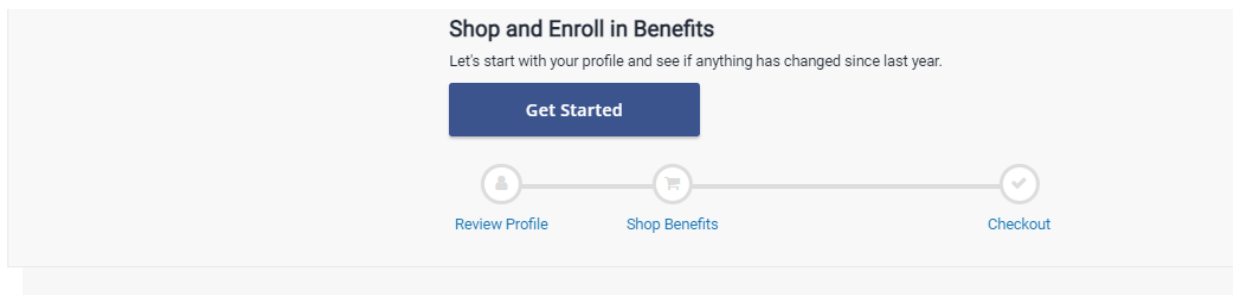 Shop and Enroll in Benefits
Let's start with your profile and see if anything has changed since last year.
Get Started
Review Profile
Shop Benefits
Checkout